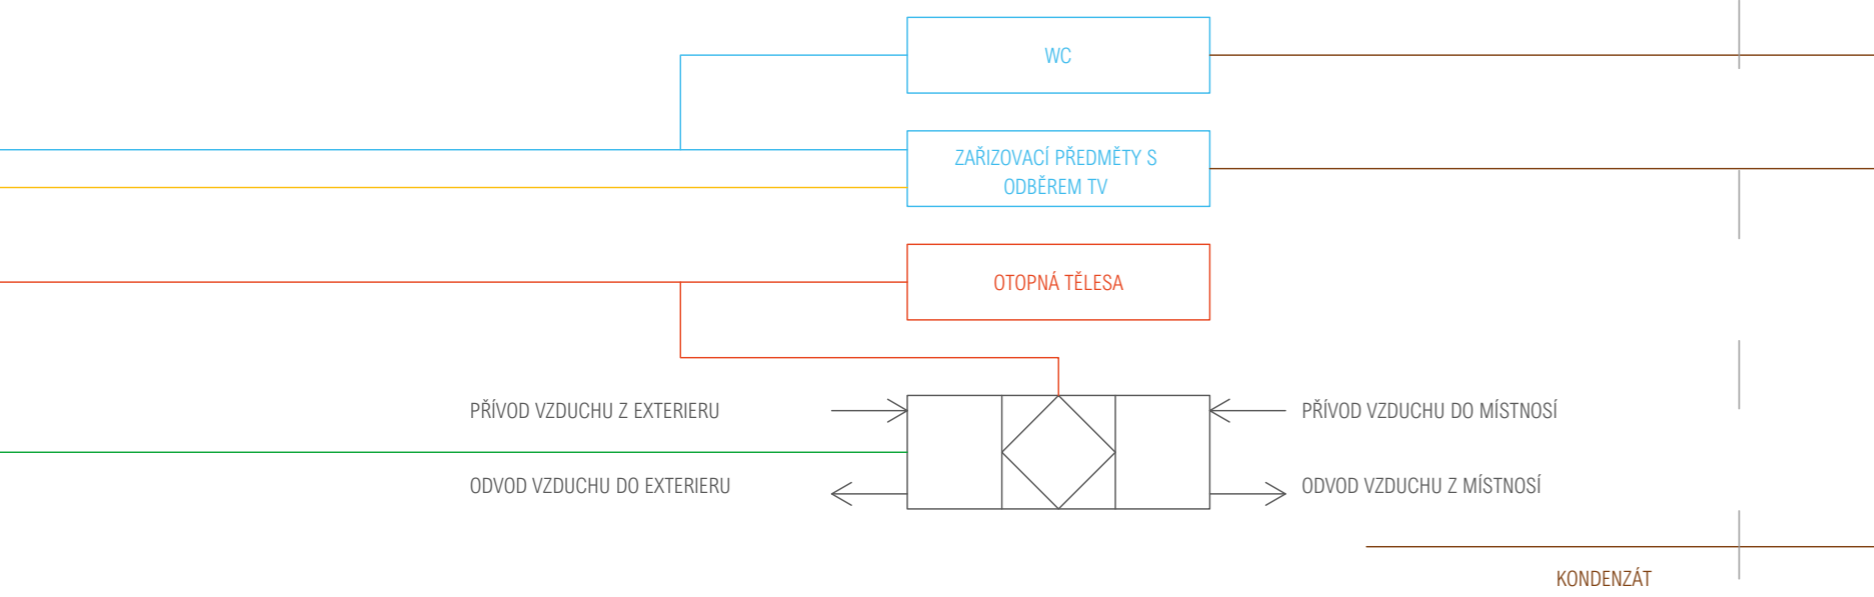 WC
ZAŘIZOVACÍ PŘEDMĚTY S
ODBĚREM TV
OTOPNÁ TĚLESA
PŘÍVOD VZDUCHU Z EXTERIERU
PŘÍVOD VZDUCHU DO MÍSTNOSÍ
ODVOD VZDUCHU DO EXTERIERU
ODVOD VZDUCHU Z MÍSTNOSÍ
KONDENZÁT